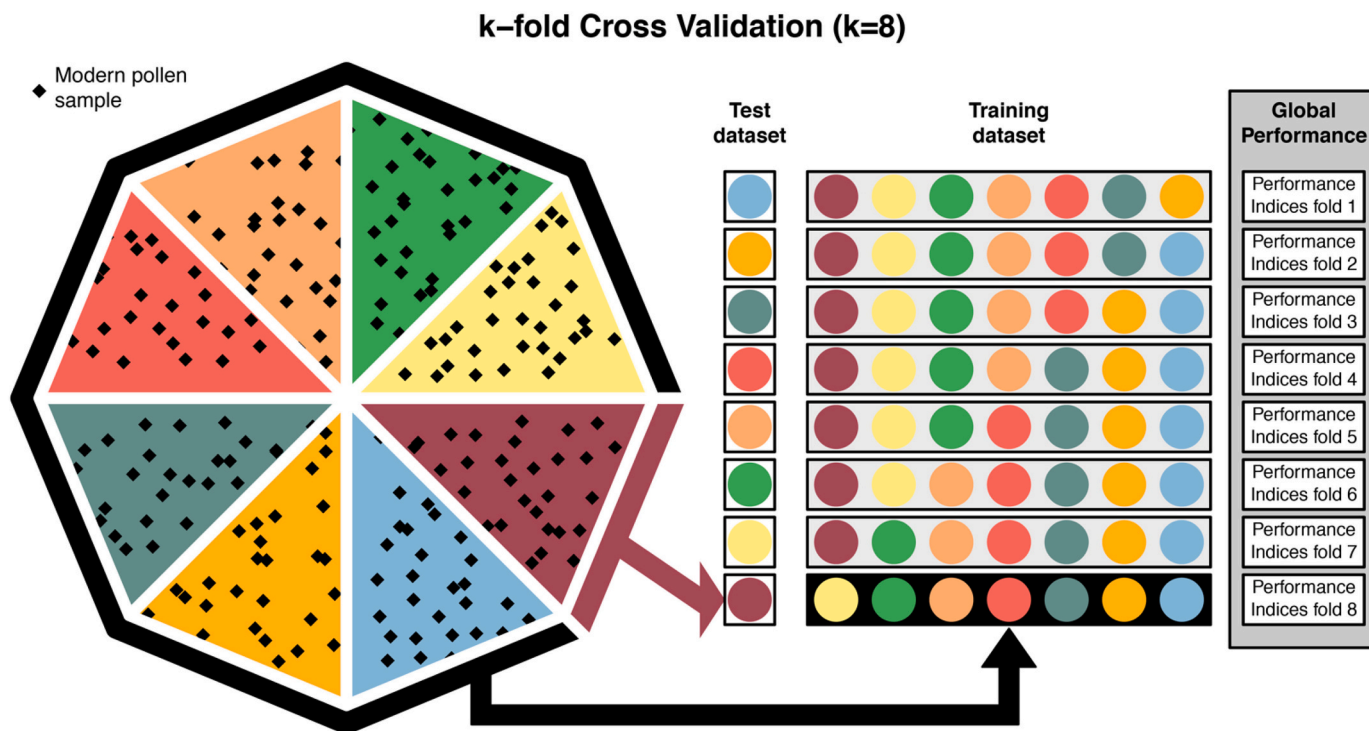 k–fold Cross Validation (k=8)
Modern pollen
sample
Test
dataset
Training
dataset
Global
Performance
Performance
Indices fold 1
Performance
Indices fold 2
Performance
Indices fold 3
Performance
Indices fold 4
Performance
Indices fold 5
Performance
Indices fold 6
Performance
Indices fold 7
Performance
Indices fold 8